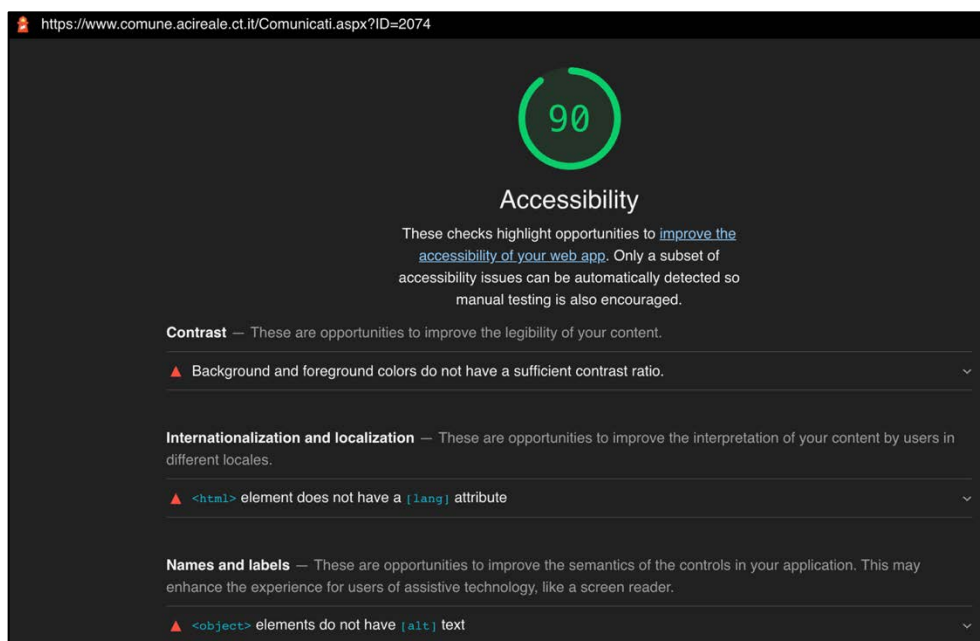 https://www.comune.acireale.ct.it/Comunicati.aspx?ID=2074
90
Accessibility
These checks highlight opportunities to improve the
accessibility of your web app. Only a subset of
accessibility issues can be automatically detected so
manual testing is also encouraged.
Contrast — These are opportunities to improve the legibility of your content.
Background and foreground colors do not have a sufficient contrast ratio.
Internationalization and localization — These are opportunities to improve the interpretation of your content by users in
different locales.
<html> element does not have a [lang] attribute
Names and labels — These are opportunities to improve the semantics of the controls in your application. This may
enhance the experience for users of assistive technology, like a screen reader.
<object> elements do not have [alt] text